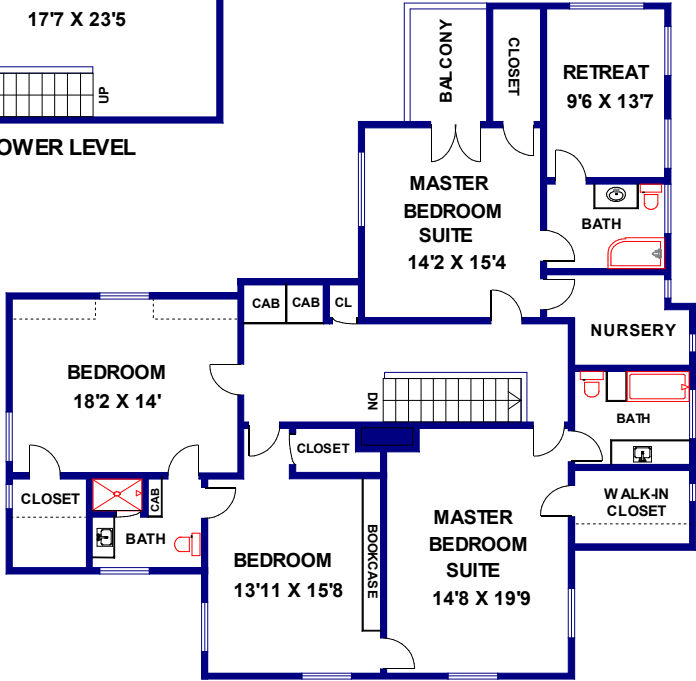 17'7 X 23'5
UP
OWER LEVEL
BALCONY
CLOSET
RETREAT
9'6 X 13'7
MASTER
BEDROOM
SUITE
14'2 X 15'4
BATH
NURSERY
CAB
CAB
CL
BEDROOM
18'2 X 14'
DN
BATH
CLOSET
CLOSET
CAB
BATH
BEDROOM
13'11 X 15'8
BOOKCASE
MASTER
BEDROOM
SUITE
14'8 X 19'9
WALK-IN
CLOSET